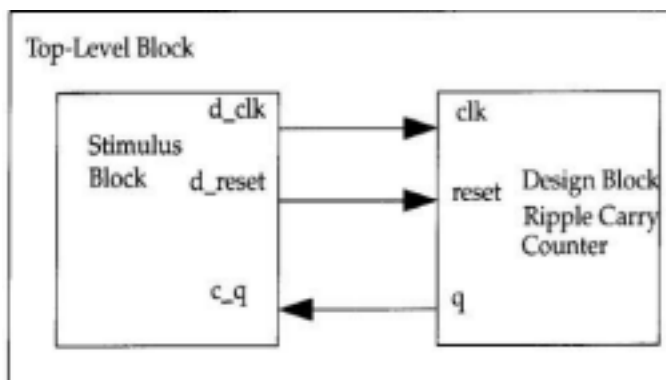 Top-Level Block
d_clk
clk
Stimulus
Block
d_reset
reset
Design Block
Ripple Carry
Counter
c_q
q